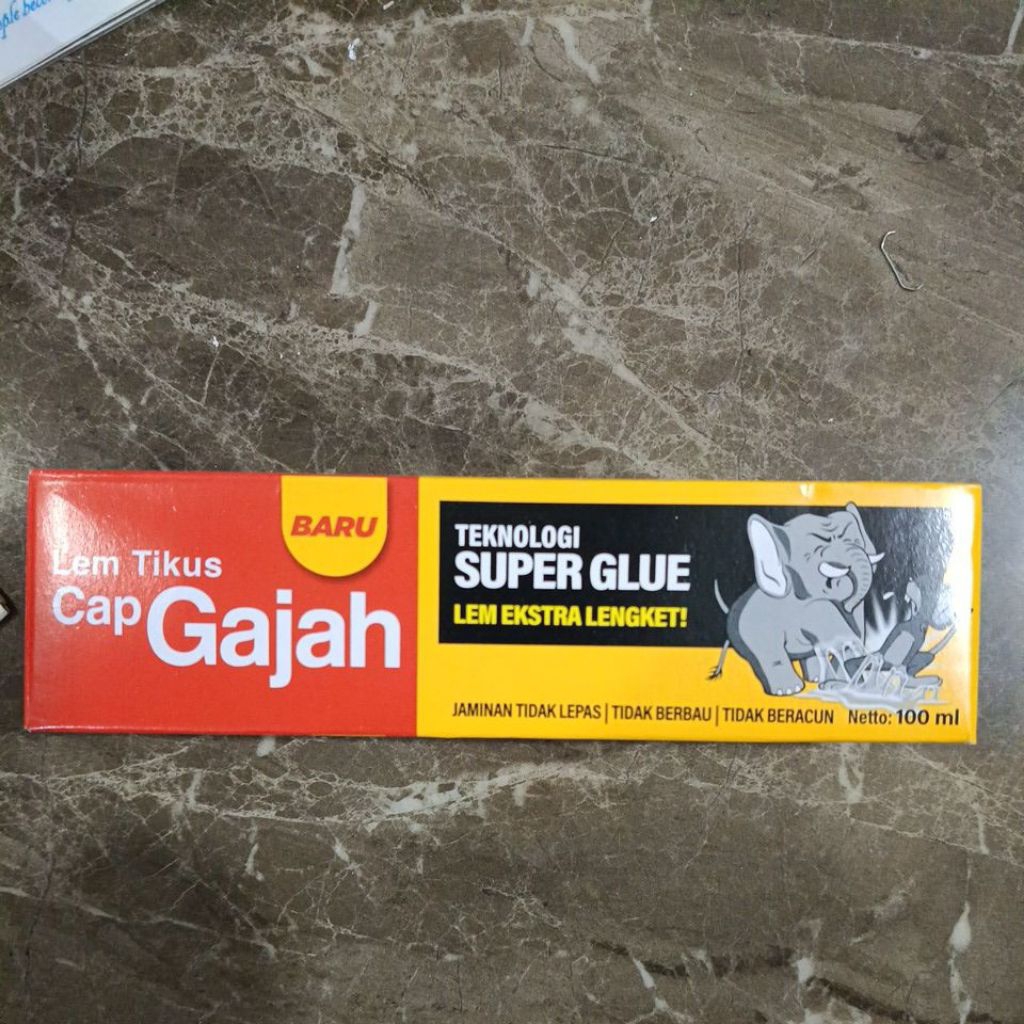 BARU
Lem Tikus
Cap Gajah
TEKNOLOGI
SUPER GLUE
LEM EKSTRA LENGKET!
JAMINAN TIDAK LEPAS | TIDAK BERBAU | TIDAK BERACUN Netto: 100 ml